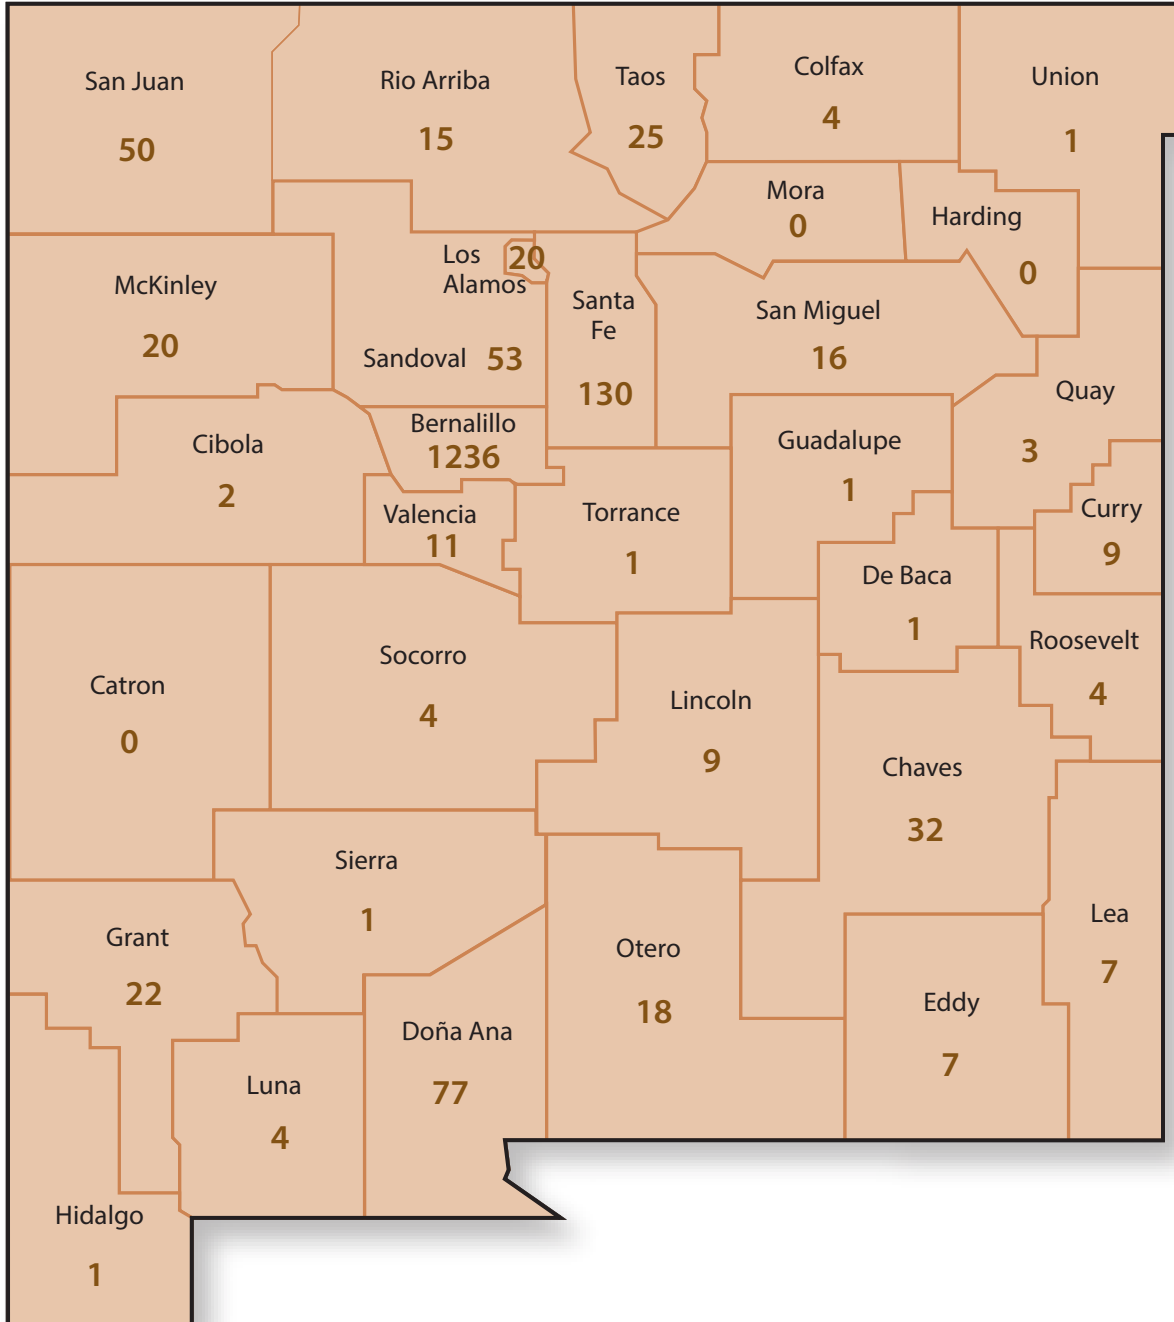 San Juan
50
Rio Arriba
15
Taos
25
Colfax
4
Union
1
Mora
0
Harding
0
McKinley
20
Los
Alamos
20
Sandoval 53
Santa
Fe
130
San Miguel
16
Quay
3
Cibola
2
Bernalillo
1236
Guadalupe
1
Curry
9
Valencia
11
Torrance
1
De Baca
1
Roosevelt
4
Catron
0
Socorro
4
Lincoln
9
Chaves
32
Sierra
1
Lea
7
Grant
22
Otero
18
Eddy
7
Doña Ana
77
Luna
4
Hidalgo
1